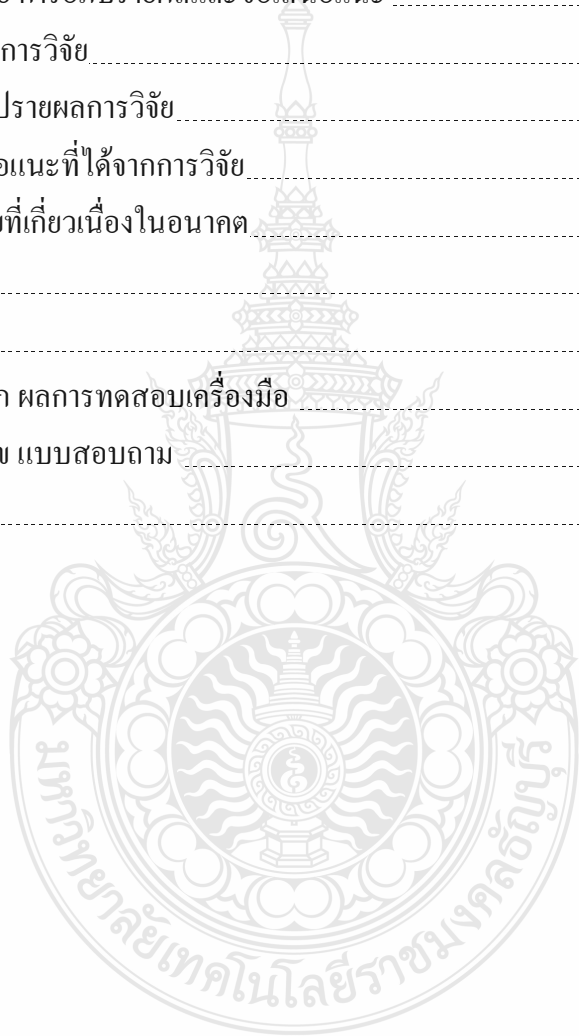 การวิจัย
ปรายผลการวิจัย
อแนะที่ได้จากการวิจัย
ที่เกี่ยวเนื่องในอนาคต
ก ผลการทดสอบเครื่องมือ
ข แบบสอบถาม
มหาวิทยาลัยเทคโนโลยีราชมงคลธัญบุรี